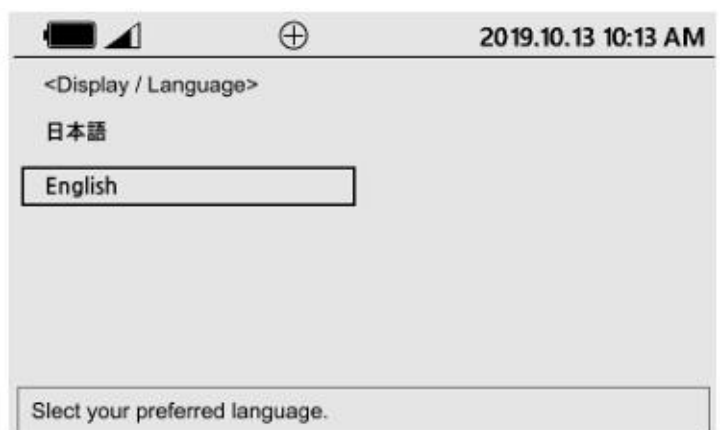 2019.10.13 10:13 AM
<Display / Language>
日本語
English
Slect your preferred language.